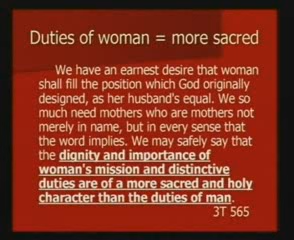 Duties of woman = more sacred
We have an earnest desire that woman
shall fill the position which God originally
designed, as her husband's equal. We so
much need mothers who are mothers not
merely in name, but in every sense that
the word implies. We may safely say that
the dignity and importance of
woman's mission and distinctive
duties are of a more sacred and holy
character than the duties of man.
3T 565